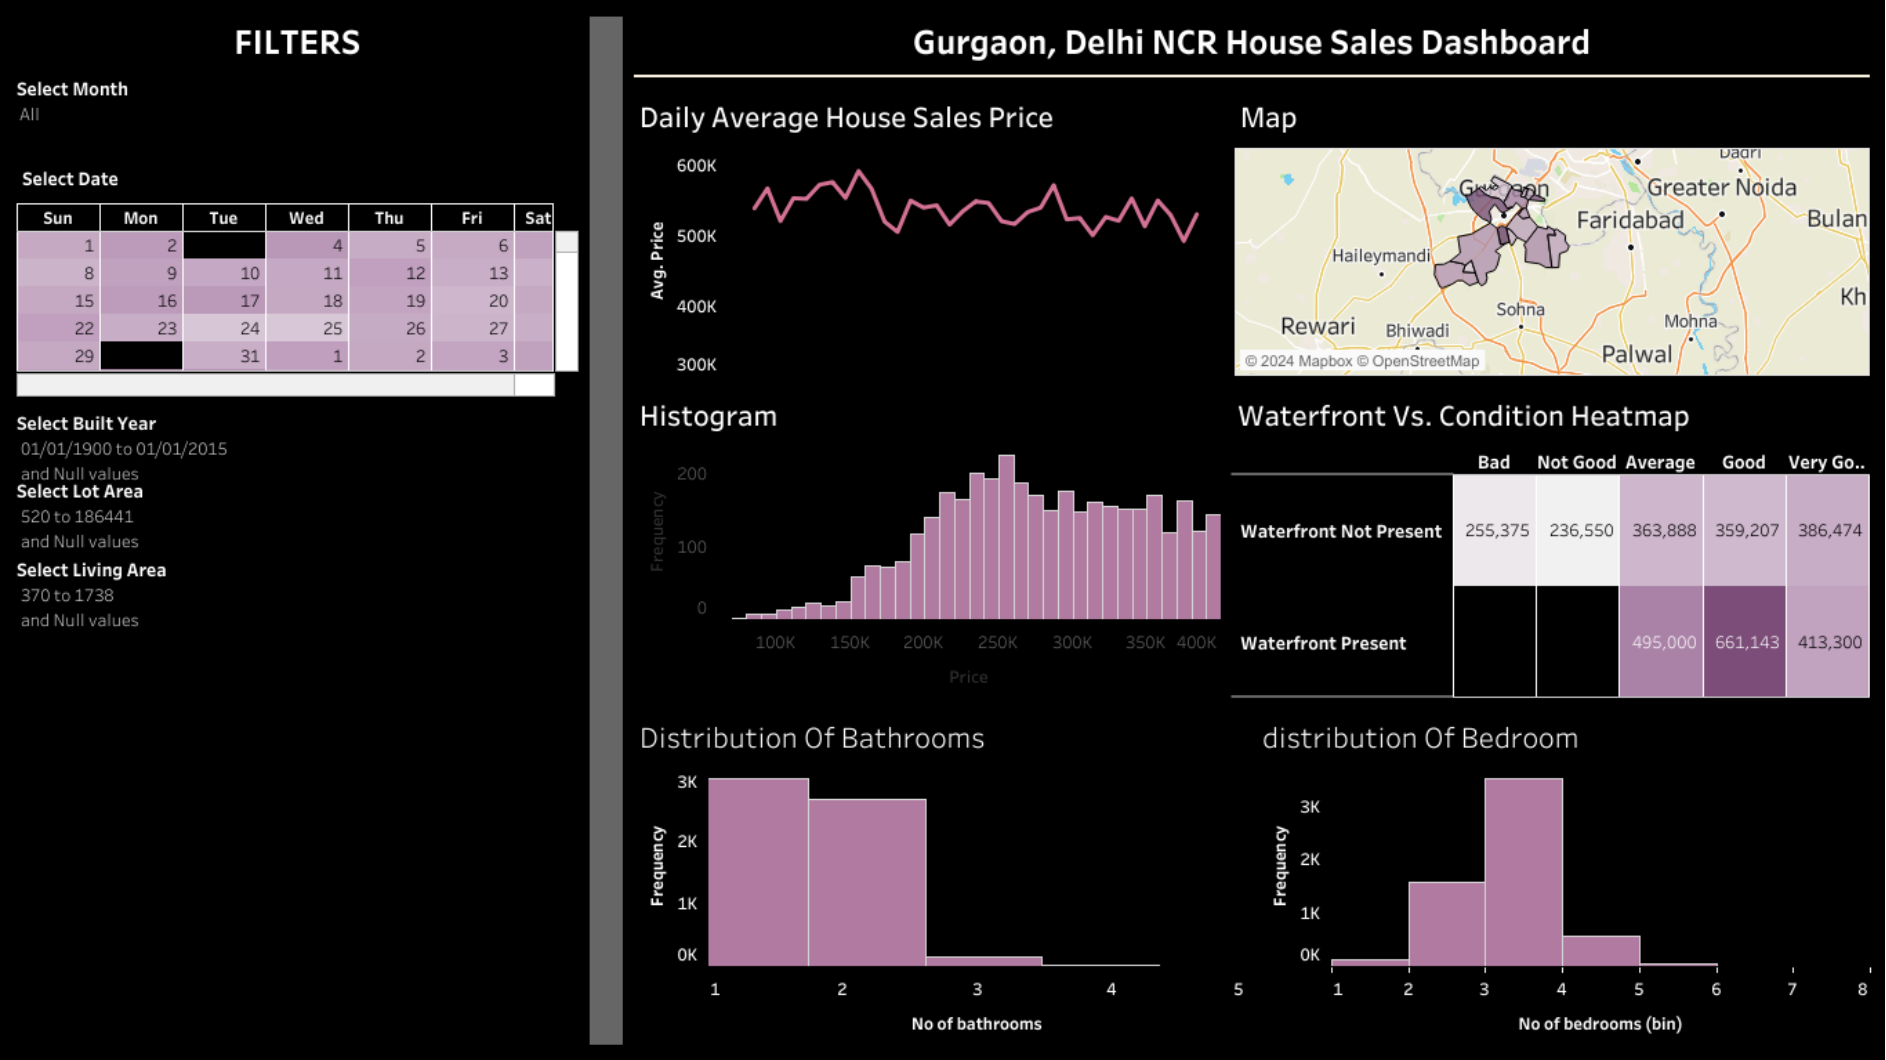 FILTERS
Select Month
All
Select Date
Sun Mon Tue Wed Thu Fri Sat
1 2 4 5 6
8 9 10 11 12 13
15 16 17 18 19 20
22 23 24 25 26 27
29 31 1 2 3
Select Built Year
01/01/1900 to 01/01/2015
and Null values
Select Lot Area
520 to 186441
and Null values
Select Living Area
370 to 1738
and Null values
Gurgaon, Delhi NCR House Sales Dashboard
Daily Average House Sales Price
600K
500K
400K
300K
Avg. Price
Map
Dadri
Greater Noida
Faridabad
Bulan
Haileymandi
Kh
Sohna
Rewari
Bhiwadi
Mohna
Palwal
© 2024 Mapbox © OpenStreetMap
Histogram
200
100
0
Frequency
100K 150K 200K 250K 300K 350K 400K
Price
Waterfront Vs. Condition Heatmap
Bad Not Good Average Good Very Go..
Waterfront Not Present 255,375 236,550 363,888 359,207 386,474
Waterfront Present 495,000 661,143 413,300
Distribution Of Bathrooms
3K
2K
1K
0K
Frequency
1 2 3 4 5
No of bathrooms
distribution Of Bedroom
3K
2K
1K
0K
Frequency
1 2 3 4 5 6 7 8
No of bedrooms (bin)